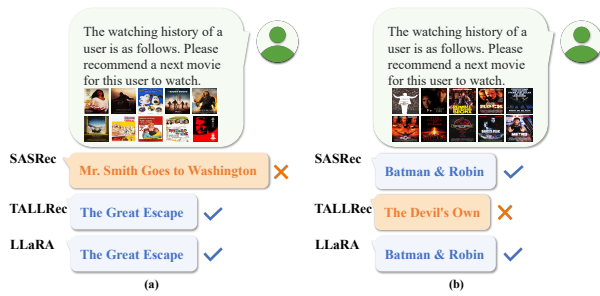 The watching history of a
user is as follows. Please
recommend a next movie
for this user to watch.
SASRec
Mr. Smith Goes to Washington
TALLRec
The Great Escape
LLaRA
The Great Escape
(a)
The watching history of a
user is as follows. Please
recommend a next movie
for this user to watch.
SASRec
Batman & Robin
TALLRec
The Devil's Own
LLaRA
Batman & Robin
(b)